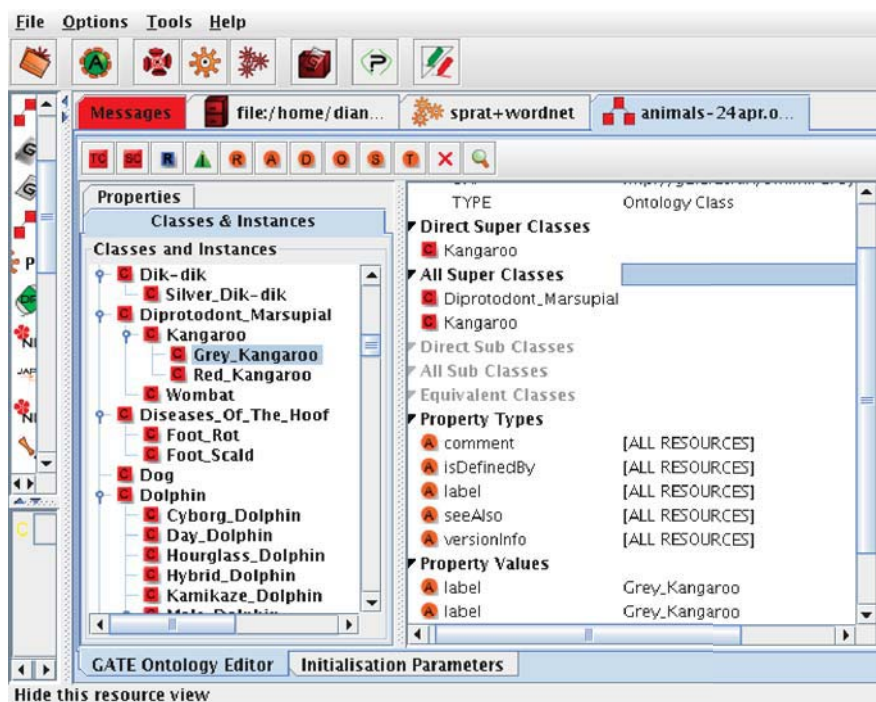 File Options Tools Help
Messages file:/home/dian... sprat+wordnet animals-24apr.o...
TC SC R I R A D O S T
Properties
Classes & Instances
Classes and Instances
Dik-dik
Silver_Dik-dik
Diprotodont_Marsupial
Kangaroo
Grey_Kangaroo
Red_Kangaroo
Wombat
Diseases_Of_The_Hoof
Foot_Rot
Foot_Scald
Dog
Dolphin
Cyborg_Dolphin
Day_Dolphin
Hourglass_Dolphin
Hybrid_Dolphin
Kamikaze_Dolphin
TYPE Ontology Class
Direct Super Classes
Kangaroo
All Super Classes
Diprotodont_Marsupial
Kangaroo
Direct Sub Classes
All Sub Classes
Equivalent Classes
Property Types
comment [ALL RESOURCES]
isDefinedBy [ALL RESOURCES]
label [ALL RESOURCES]
seeAlso [ALL RESOURCES]
versionInfo [ALL RESOURCES]
Property Values
label Grey_Kangaroo
label Grey_Kangaroo
GATE Ontology Editor Initialisation Parameters
Hide this resource view